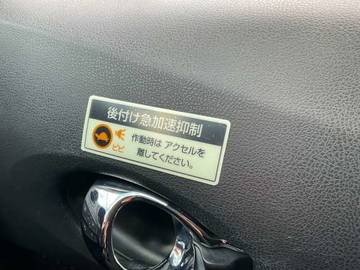 後付け急加速抑制
ピピ
作動時は アクセルを
離してください。